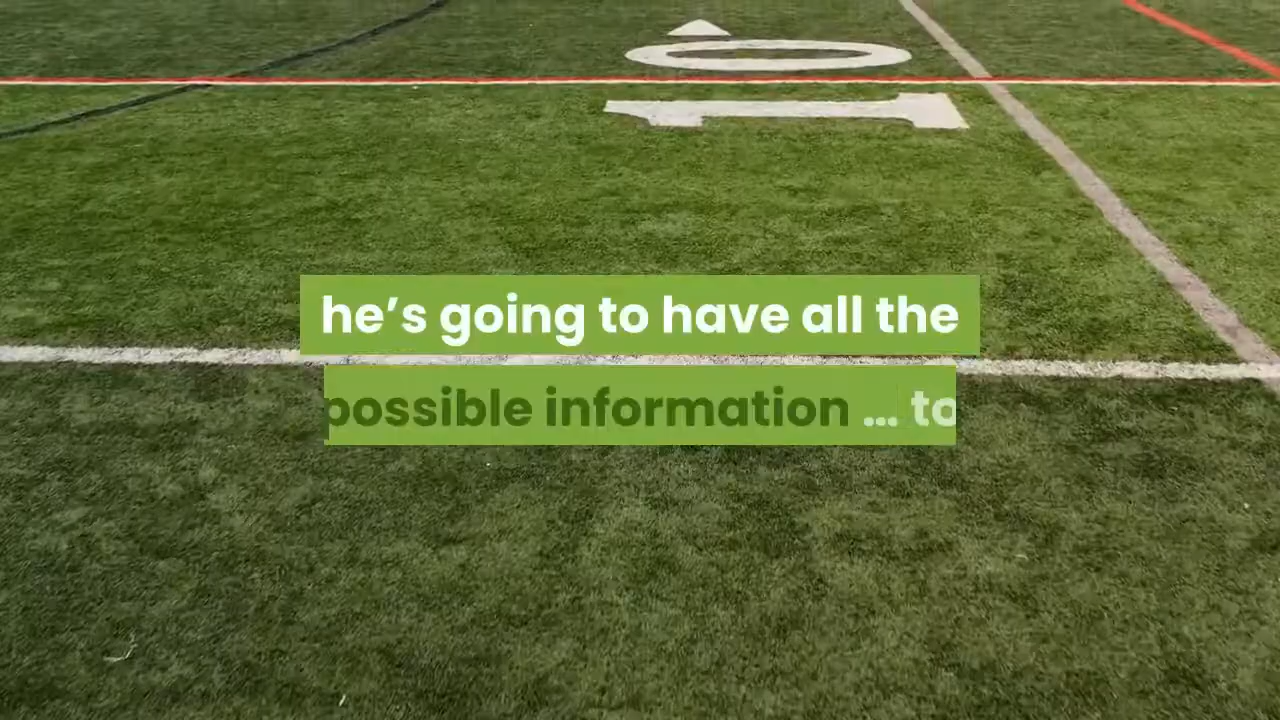 10
he’s going to have all the
possible information ... to